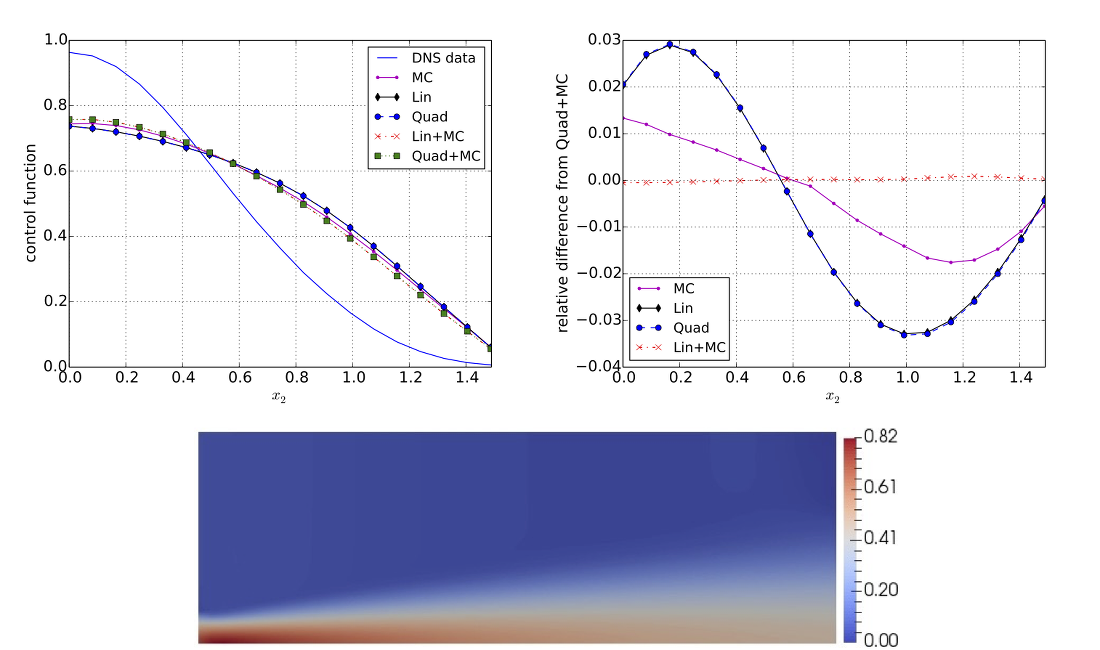 control function
1.0
0.8
0.6
0.4
0.2
0.0
DNS data
MC
Lin
Quad
Lin+MC
Quad+MC
0.0 0.2 0.4 0.6 0.8 1.0 1.2 1.4
x₂
relative difference from Quad+MC
0.03
0.02
0.01
0.00
−0.01
−0.02
−0.03
−0.04
MC
Lin
Quad
Lin+MC
0.0 0.2 0.4 0.6 0.8 1.0 1.2 1.4
x₂
0.82
0.61
0.41
0.20
0.00